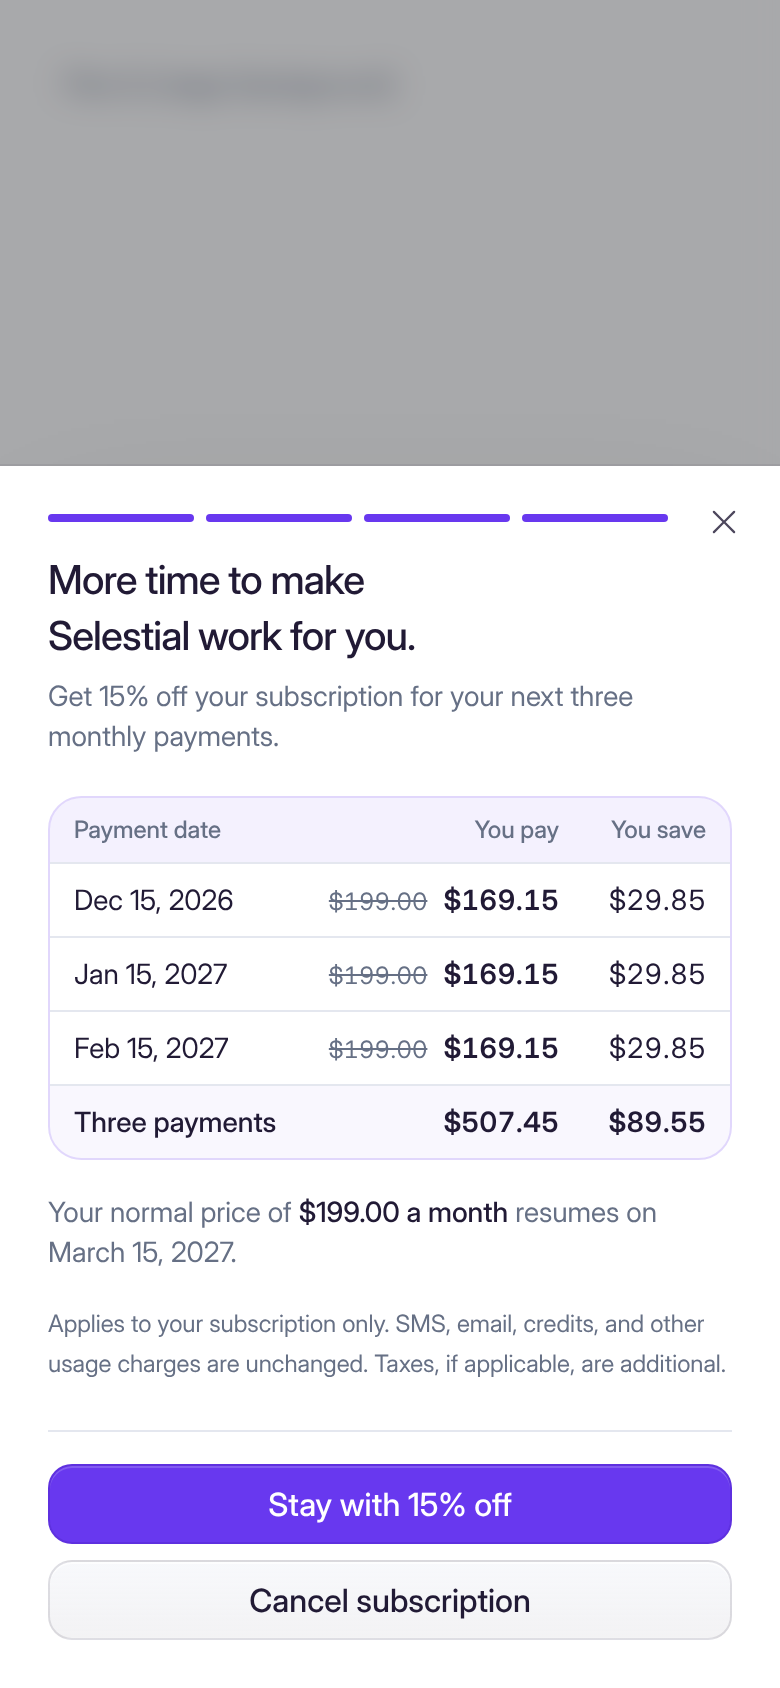 More time to make
Selestial work for you.
Get 15% off your subscription for your next three
monthly payments.
Payment date You pay You save
Dec 15, 2026 $199.00 $169.15 $29.85
Jan 15, 2027 $199.00 $169.15 $29.85
Feb 15, 2027 $199.00 $169.15 $29.85
Three payments $507.45 $89.55
Your normal price of $199.00 a month resumes on
March 15, 2027.
Applies to your subscription only. SMS, email, credits, and other
usage charges are unchanged. Taxes, if applicable, are additional.
Stay with 15% off
Cancel subscription